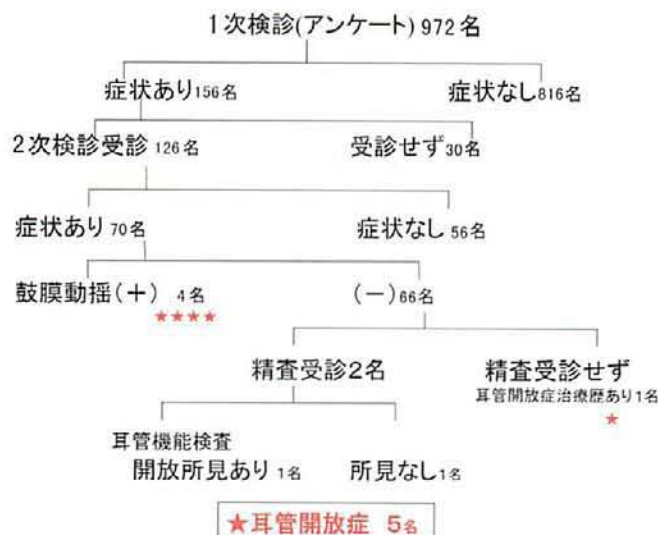 1次検診(アンケート)972名
症状あり156名 症状なし816名
2次検診受診 126名 受診せず30名
症状あり 70名 症状なし 56名
鼓膜動揺(+) 4名 (-)66名
★★★★
精査受診2名 精査受診せず
耳管開放症治療歴あり1名
★
耳管機能検査
開放所見あり 1名 所見なし1名
★耳管開放症 5名